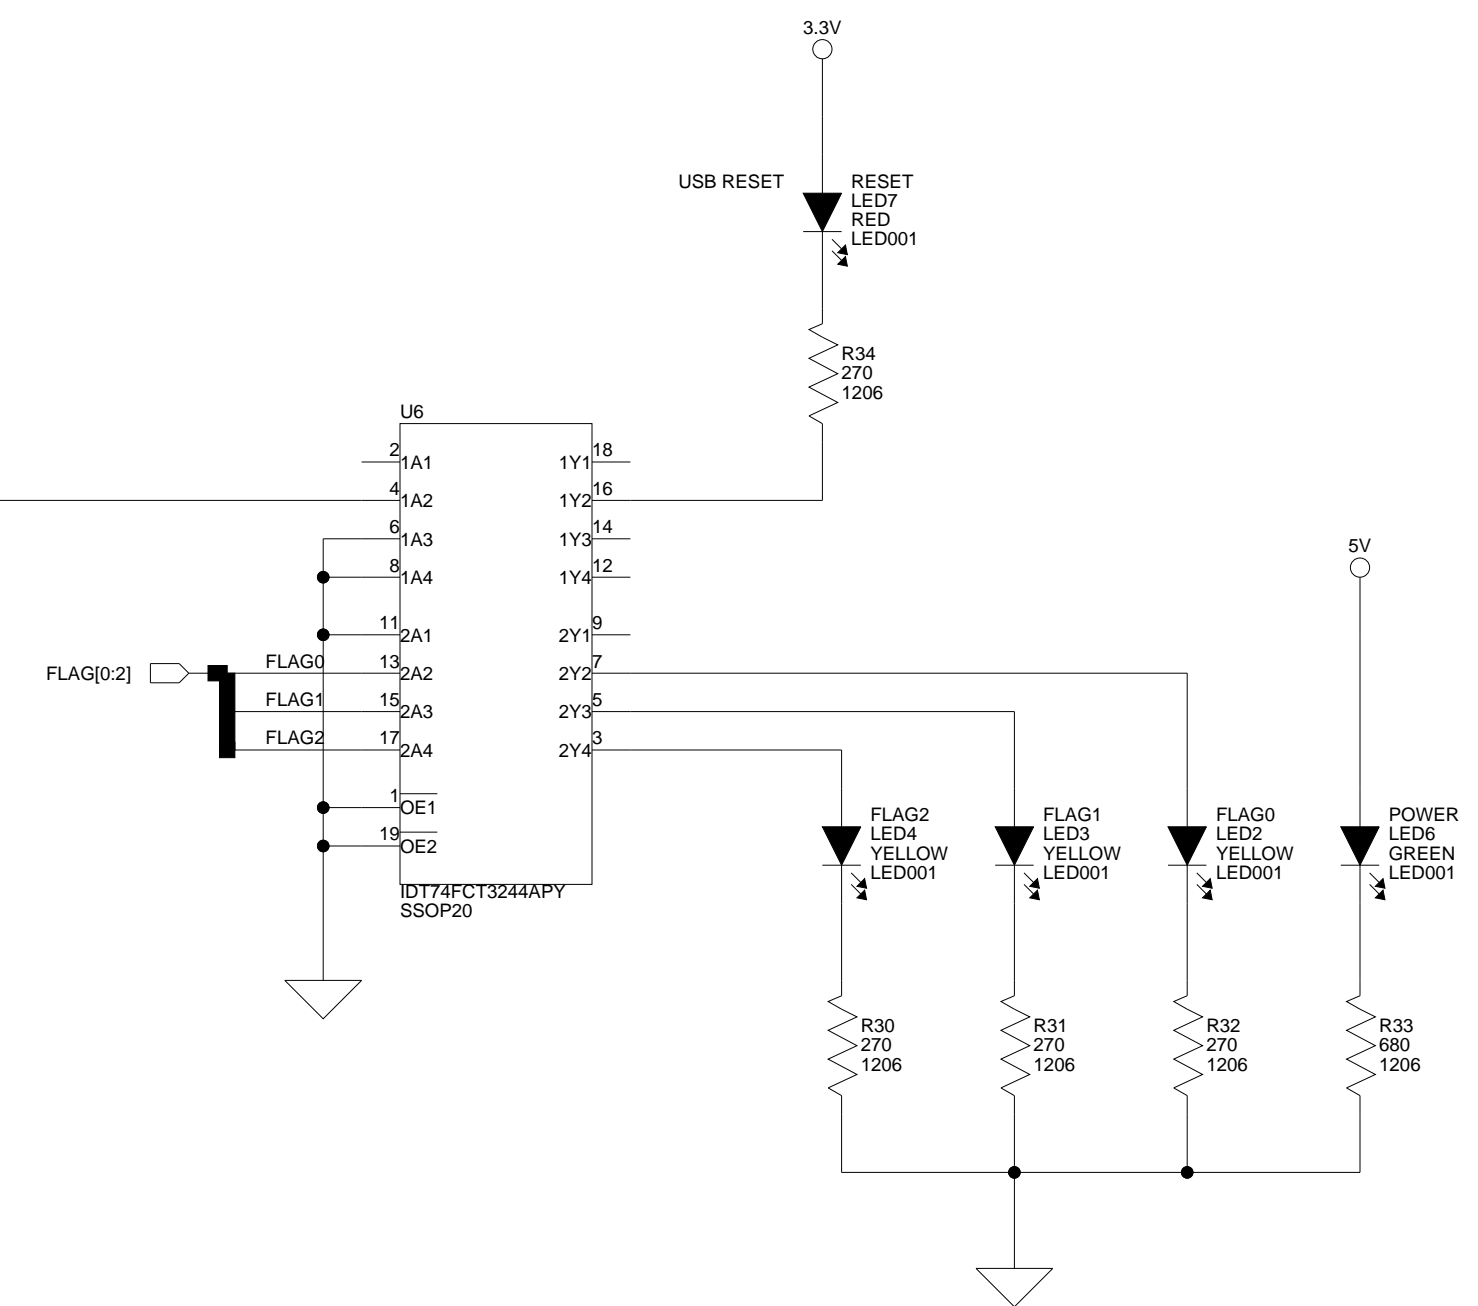 3.3V
USB RESET
RESET
LED7
RED
LED001
R34
270
1206
U6
2
1A1
18
1Y1
4
1A2
16
1Y2
6
1A3
14
1Y3
8
1A4
12
1Y4
5V
11
2A1
9
2Y1
FLAG[0:2]
FLAG0
13
2A2
7
2Y2
FLAG1
15
2A3
5
2Y3
FLAG2
17
2A4
3
2Y4
1
OE1
19
OE2
IDT74FCT3244APY
SSOP20
FLAG2
LED4
YELLOW
LED001
FLAG1
LED3
YELLOW
LED001
FLAG0
LED2
YELLOW
LED001
POWER
LED6
GREEN
LED001
R30
270
1206
R31
270
1206
R32
270
1206
R33
680
1206